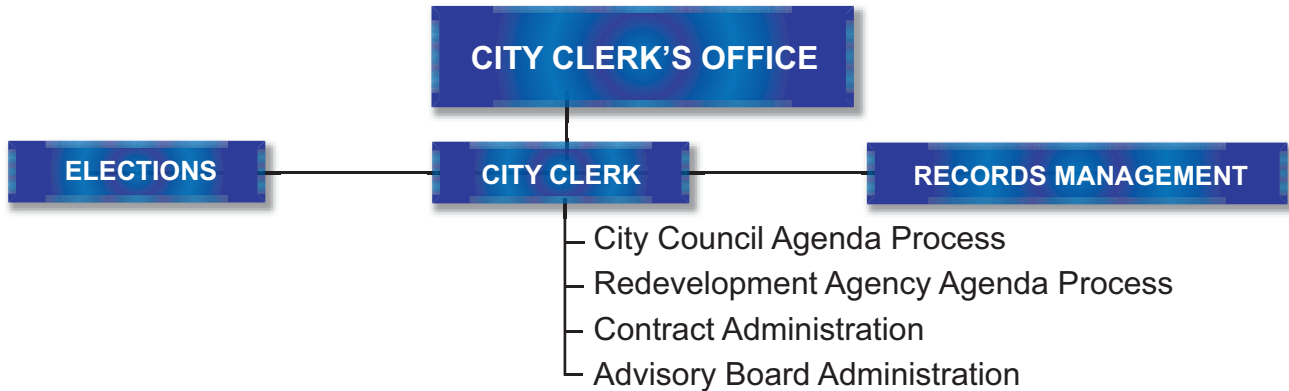 CITY CLERK’S OFFICE
ELECTIONS
CITY CLERK
RECORDS MANAGEMENT
City Council Agenda Process
Redevelopment Agency Agenda Process
Contract Administration
Advisory Board Administration